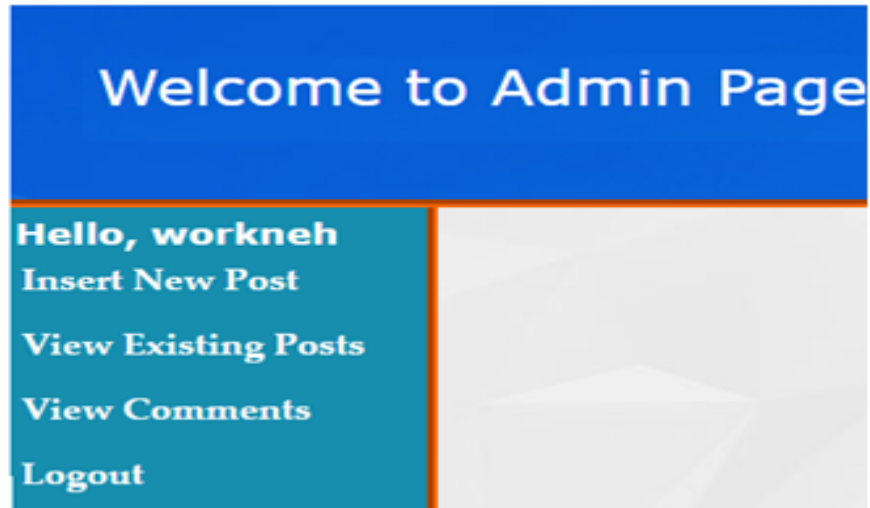 Welcome to Admin Page
Hello, workneh
Insert New Post
View Existing Posts
View Comments
Logout